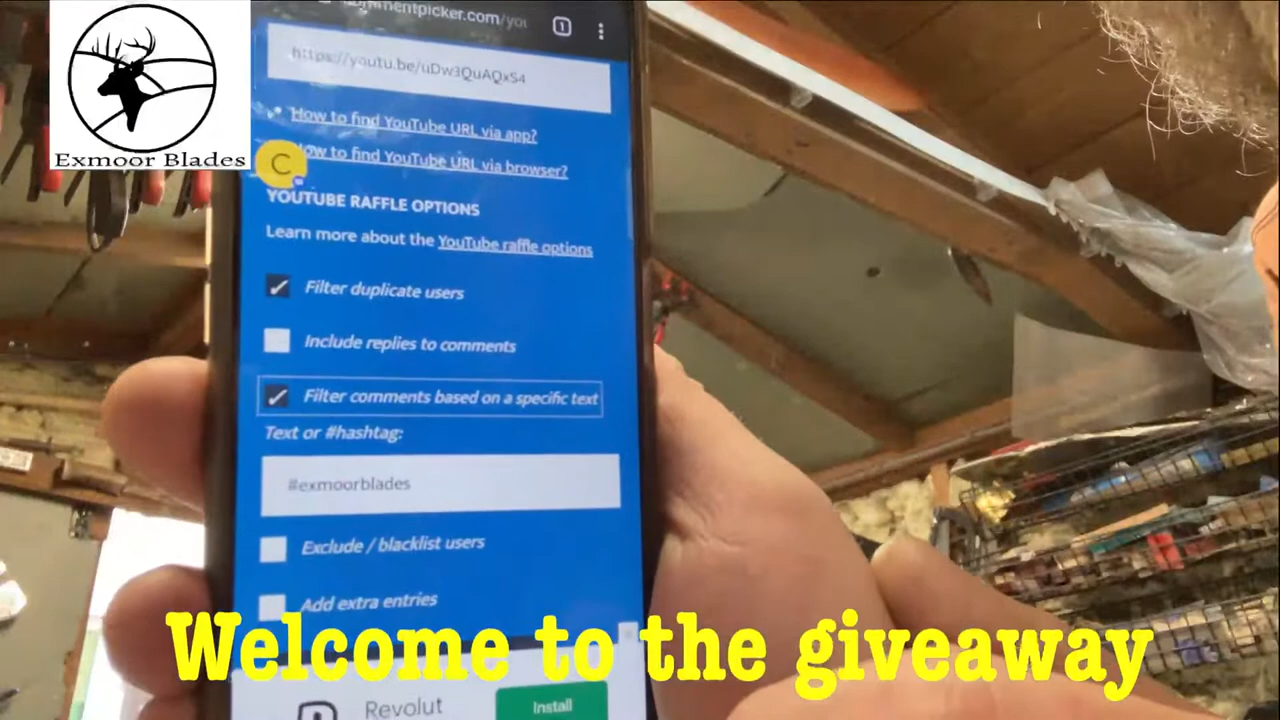 Exmoor Blades
commentpicker.com/you
https://youtu.be/uDw3QuAQxS4
How to find YouTube URL via app?
How to find YouTube URL via browser?
C
YOUTUBE RAFFLE OPTIONS
Learn more about the YouTube raffle options
Filter duplicate users
Include replies to comments
Filter comments based on a specific text
Text or #hashtag:
#exmoorblades
Exclude / blacklist users
Add extra entries
Welcome to the giveaway
Revolut
Install